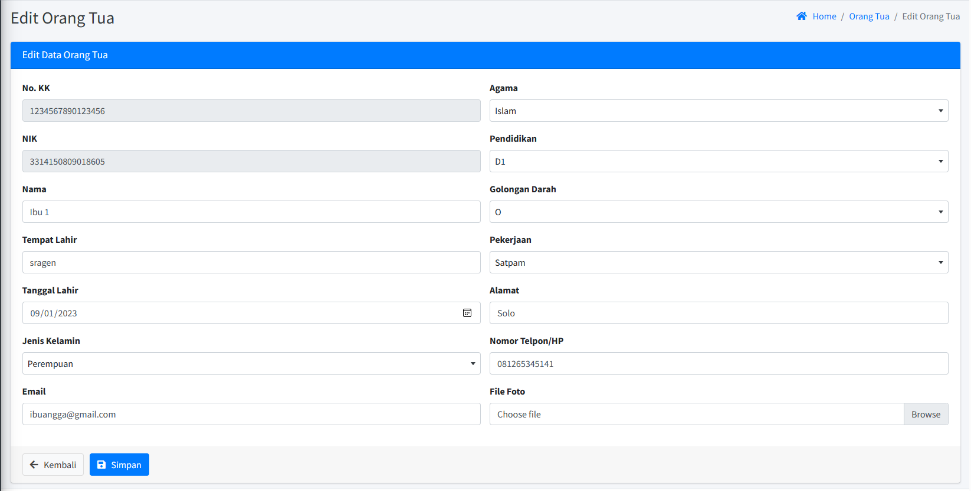 Edit Orang Tua
Home / Orang Tua / Edit Orang Tua
Edit Data Orang Tua
No. KK
1234567890123456
NIK
3314150809018605
Nama
Ibu 1
Tempat Lahir
sragen
Tanggal Lahir
09/01/2023
Jenis Kelamin
Perempuan
Email
ibuangga@gmail.com
Agama
Islam
Pendidikan
D1
Golongan Darah
O
Pekerjaan
Satpam
Alamat
Solo
Nomor Telpon/HP
081265345141
File Foto
Choose file
Browse
Kembali
Simpan